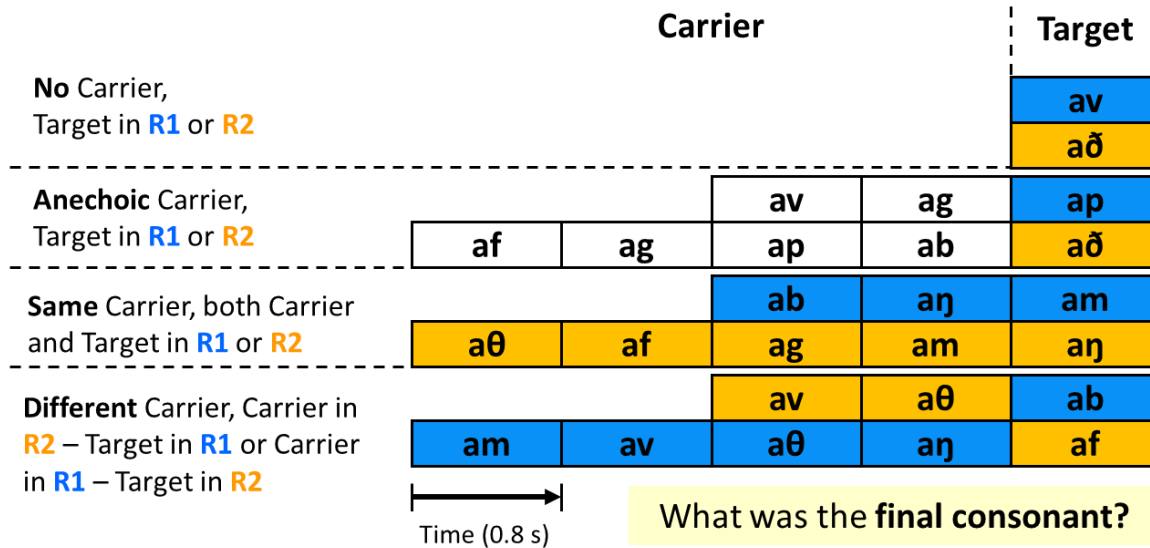 Carrier
Target
No Carrier,
Target in R1 or R2
av
að
Anechoic Carrier,
Target in R1 or R2
av ag ap
af ag ap ab að
Same Carrier, both Carrier
and Target in R1 or R2
ab aŋ am
aθ af ag am aŋ
Different Carrier, Carrier in
R2 – Target in R1 or Carrier
in R1 – Target in R2
av aθ ab
am av aθ aŋ af
Time (0.8 s)
What was the final consonant?